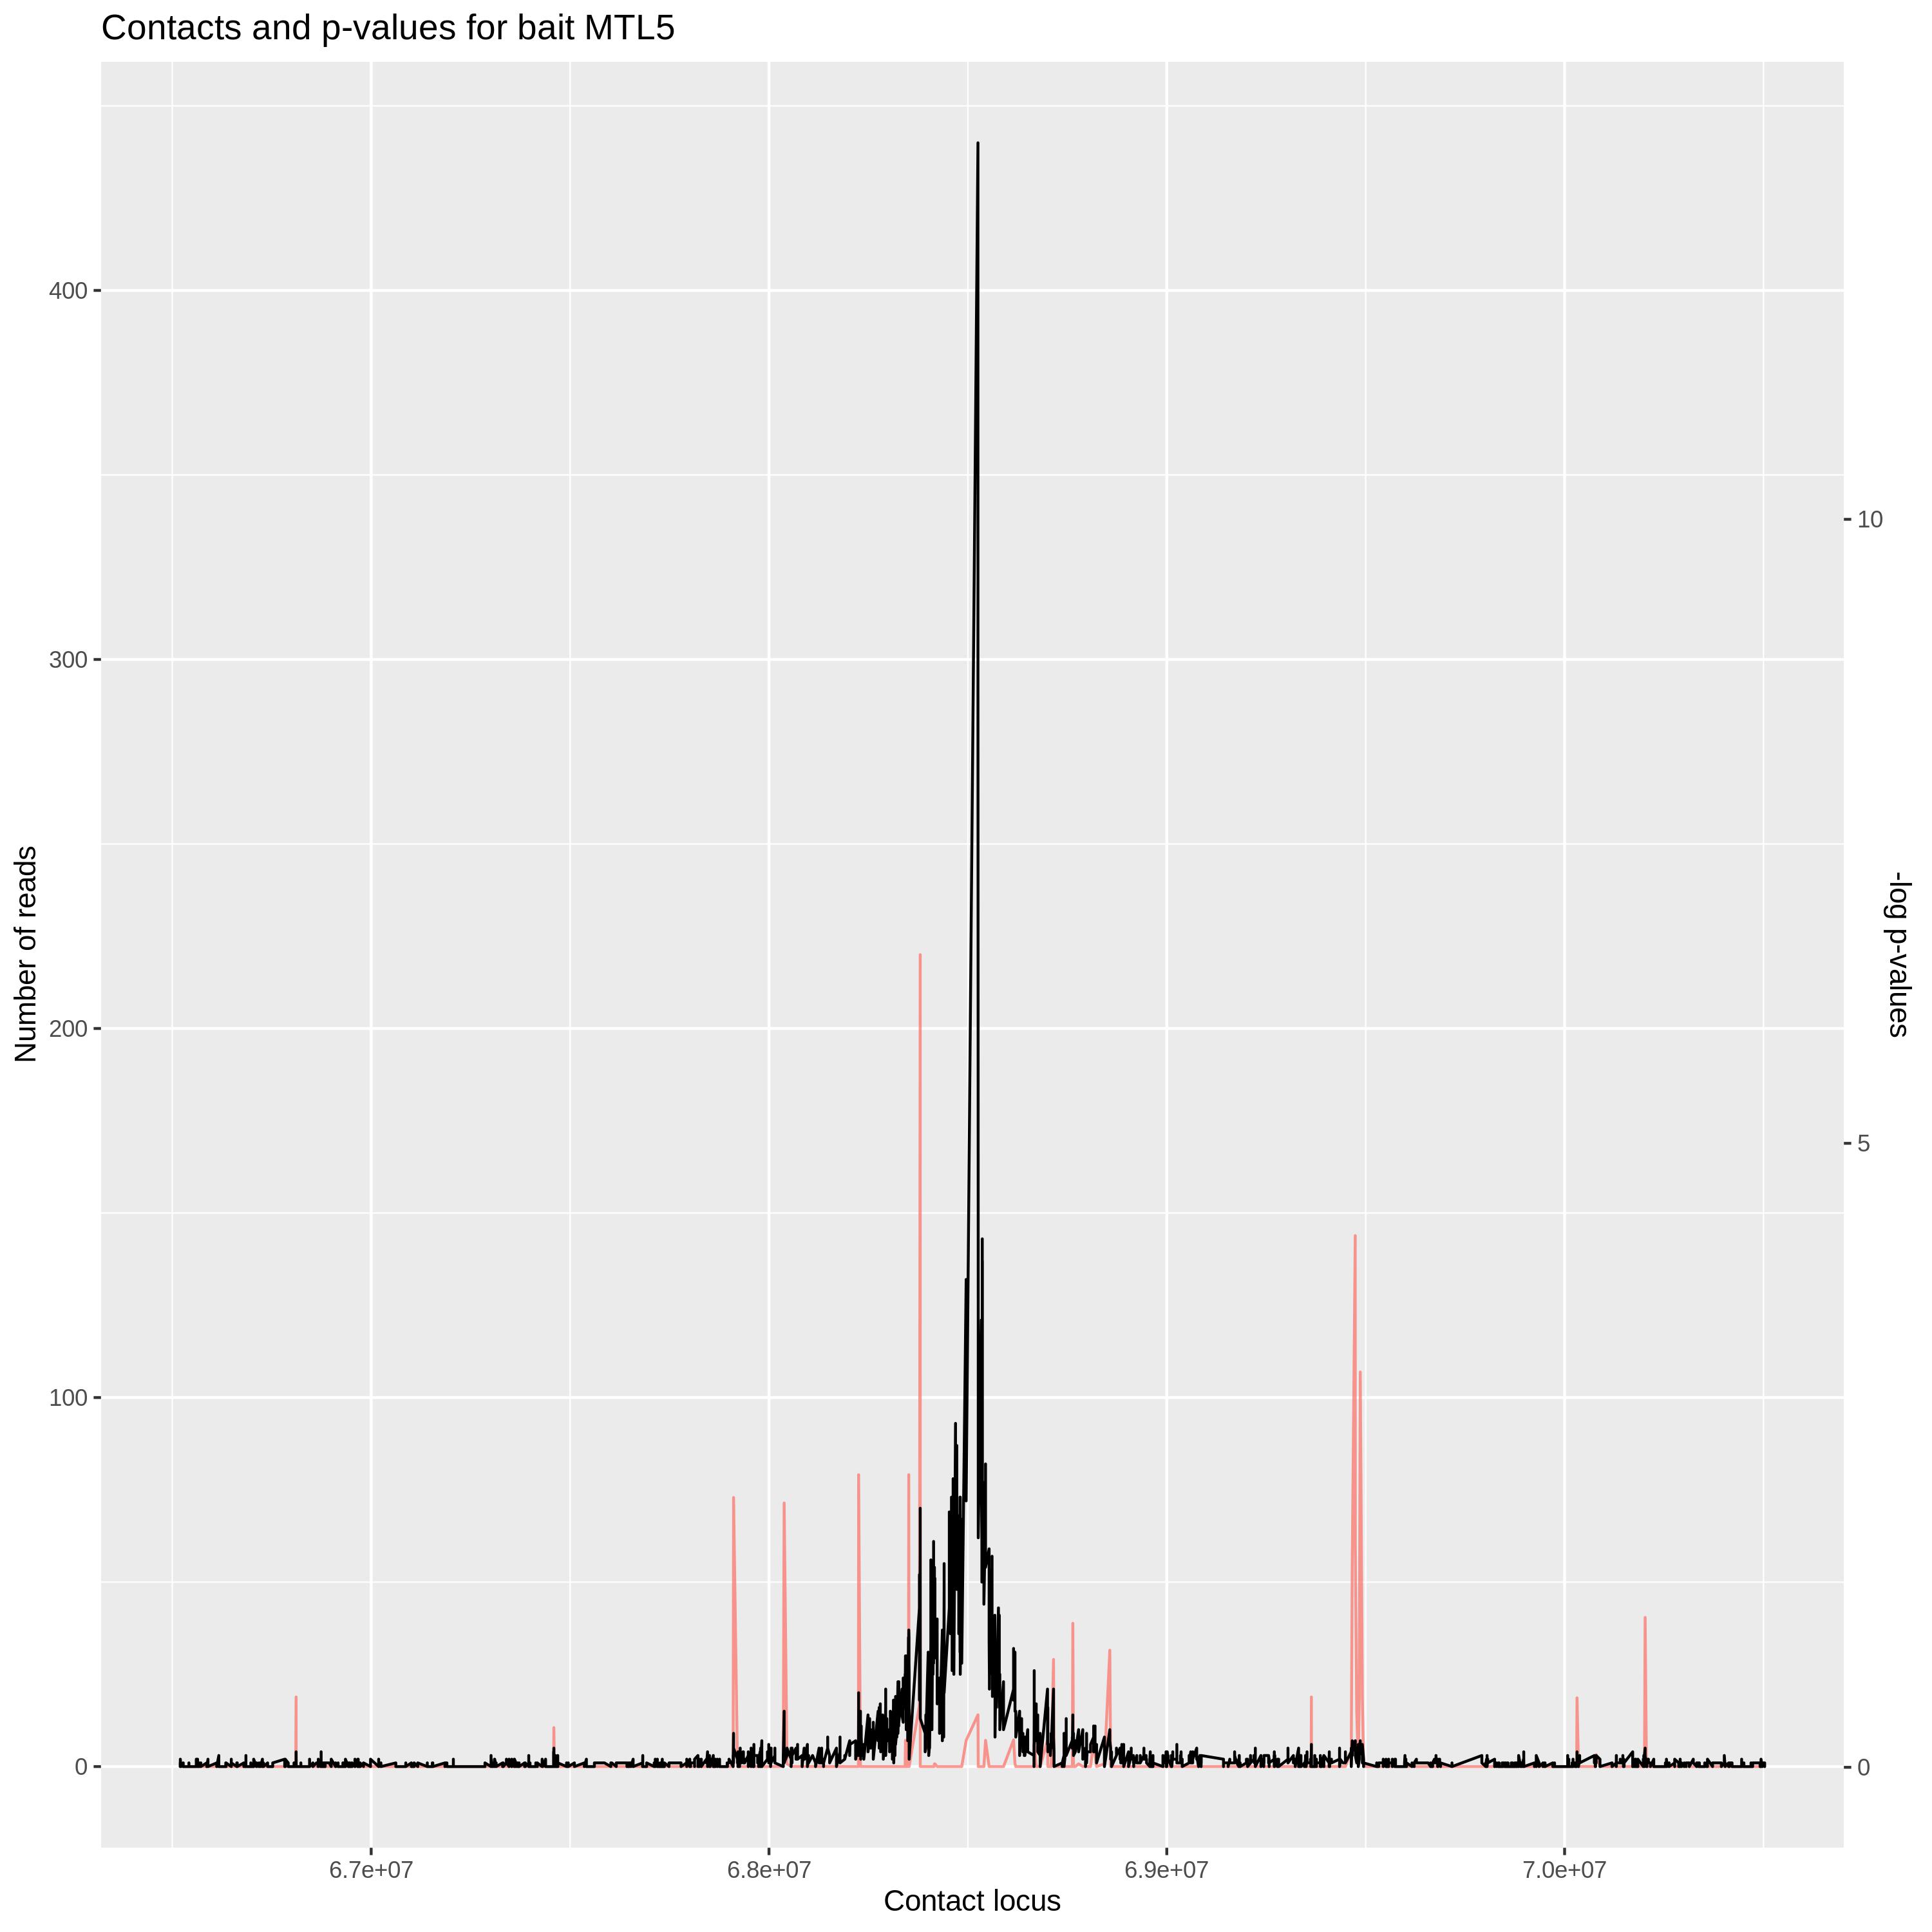 Contacts and p-values for bait MTL5
400
300
200
100
0
Number of reads
10
5
0
-log p-values
6.7e+07
6.8e+07
6.9e+07
7.0e+07
Contact locus